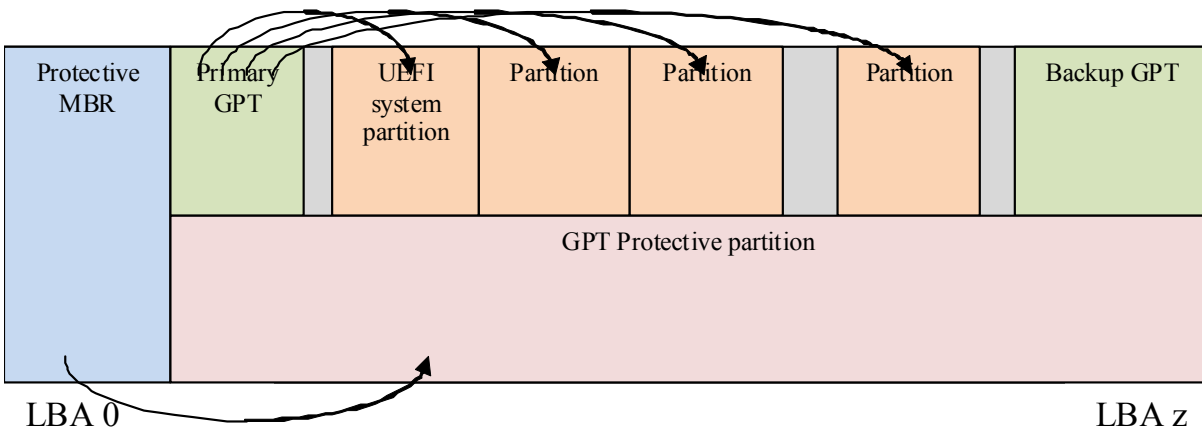 Protective
MBR
Primary
GPT
UEFI
system
partition
Partition
Partition
Partition
Backup GPT
GPT Protective partition
LBA 0
LBA z